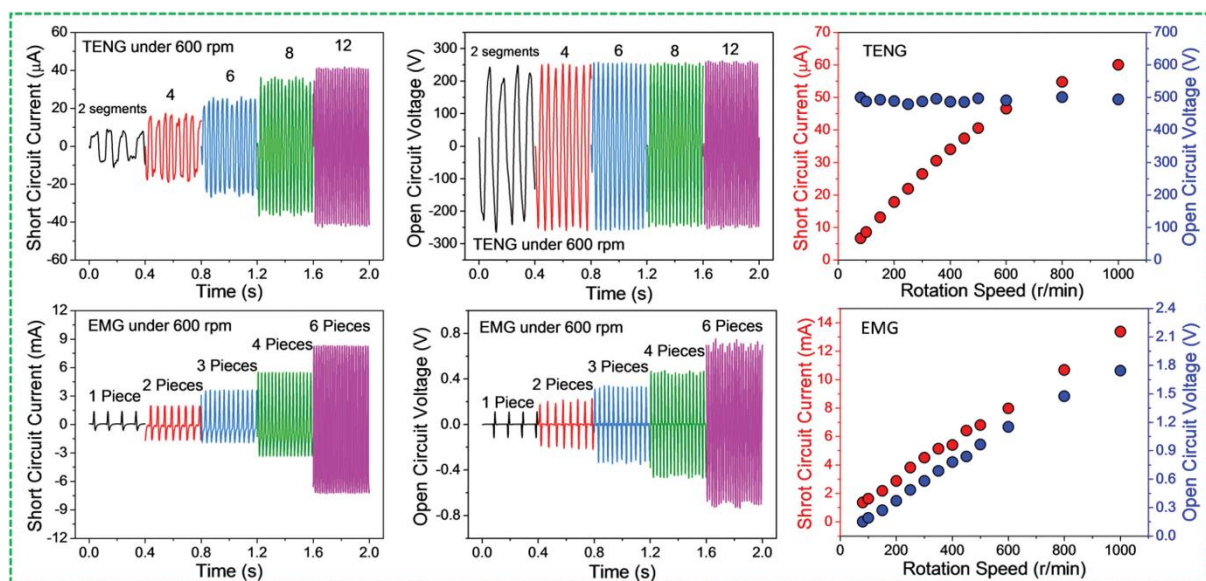 TENG under 600 rpm
2 segments
4
6
8
12
Short Circuit Current (μA)
60
40
20
0
-20
-40
-60
0.0 0.4 0.8 1.2 1.6 2.0
Time (s)
2 segments
4
6
8
12
TENG under 600 rpm
Open Circuit Voltage (V)
300
200
100
0
-100
-200
-300
0.0 0.4 0.8 1.2 1.6 2.0
Time (s)
TENG
Short Circuit Current (μA)
70
60
50
40
30
20
10
0
Open Circuit Voltage (V)
700
600
500
400
300
200
100
0
0 200 400 600 800 1000
Rotation Speed (r/min)
EMG under 600 rpm
1 Piece
2 Pieces
3 Pieces
4 Pieces
6 Pieces
Short Circuit Current (mA)
12
9
6
3
0
-3
-6
-9
-12
0.0 0.4 0.8 1.2 1.6 2.0
Time (s)
EMG under 600 rpm
1 Piece
2 Pieces
3 Pieces
4 Pieces
6 Pieces
Open Circuit Voltage (V)
0.8
0.4
0.0
-0.4
-0.8
0.0 0.4 0.8 1.2 1.6 2.0
Time (s)
EMG
Shrot Circuit Current (mA)
14
12
10
8
6
4
2
0
Open Circuit Voltage (V)
2.4
2.1
1.8
1.5
1.2
0.9
0.6
0.3
0.0
0 200 400 600 800 1000
Rotation Speed (r/min)